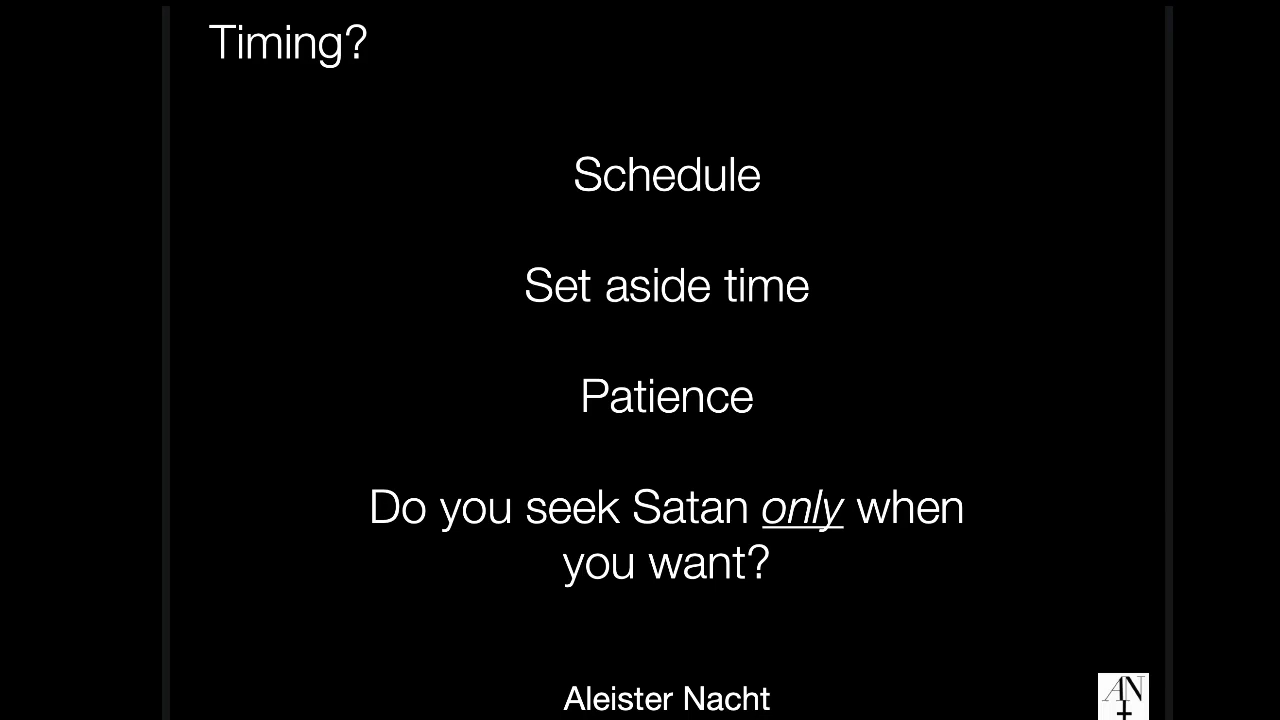 Timing?
Schedule
Set aside time
Patience
Do you seek Satan only when
you want?
Aleister Nacht
AN